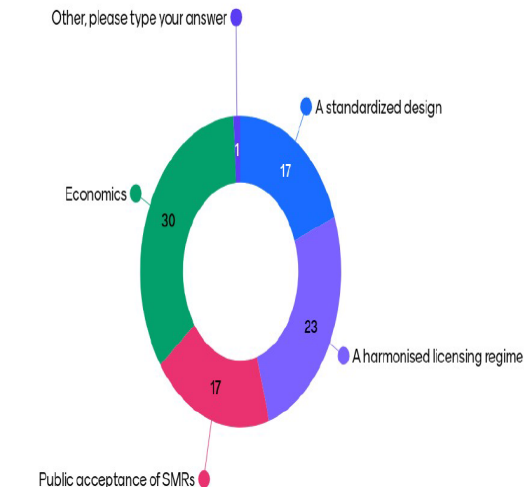 Other, please type your answer
A standardized design
1
17
Economics
30
23
A harmonised licensing regime
17
Public acceptance of SMRs